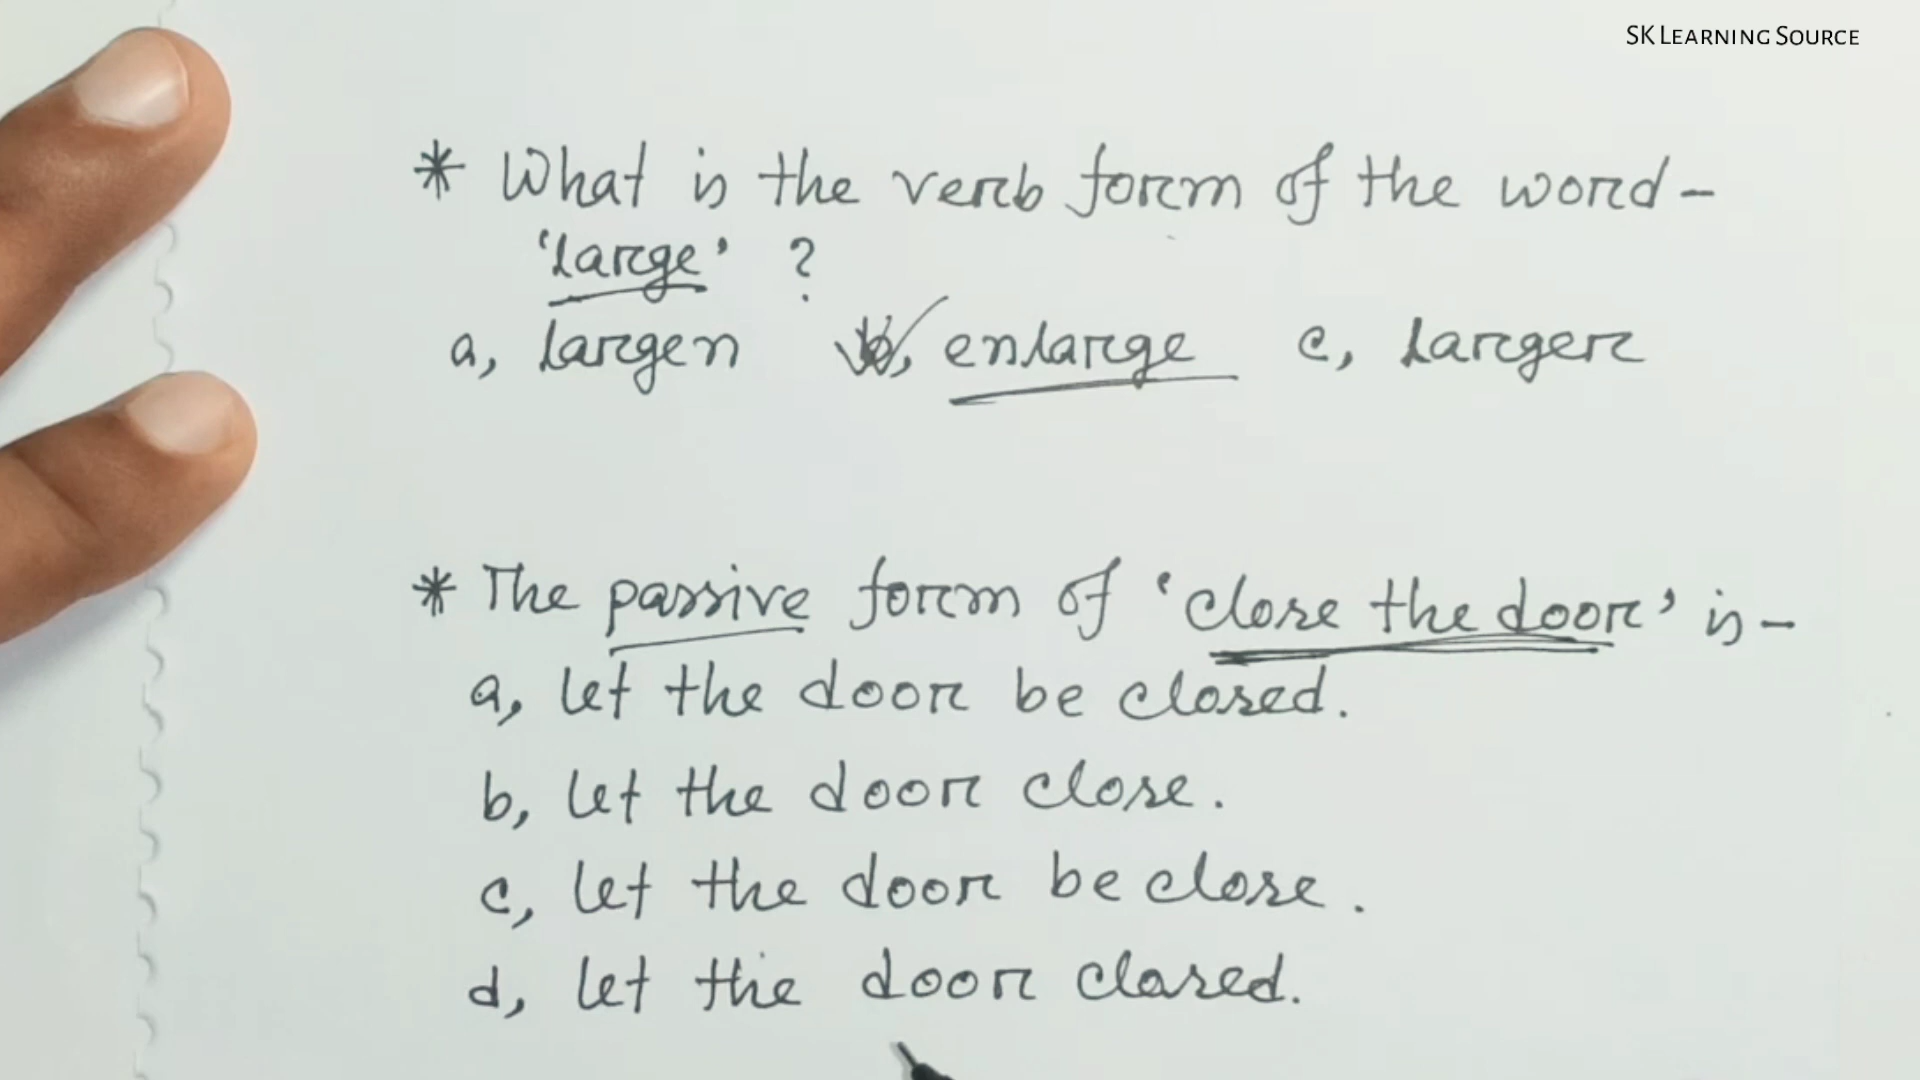 SK LEARNING SOURCE
* What is the verb form of the word -
'large' ?
a, largen b, enlarge c, larger
* The passive form of 'close the door' is -
a, let the door be closed.
b, let the door close.
c, let the door be close.
d, let the door closed.